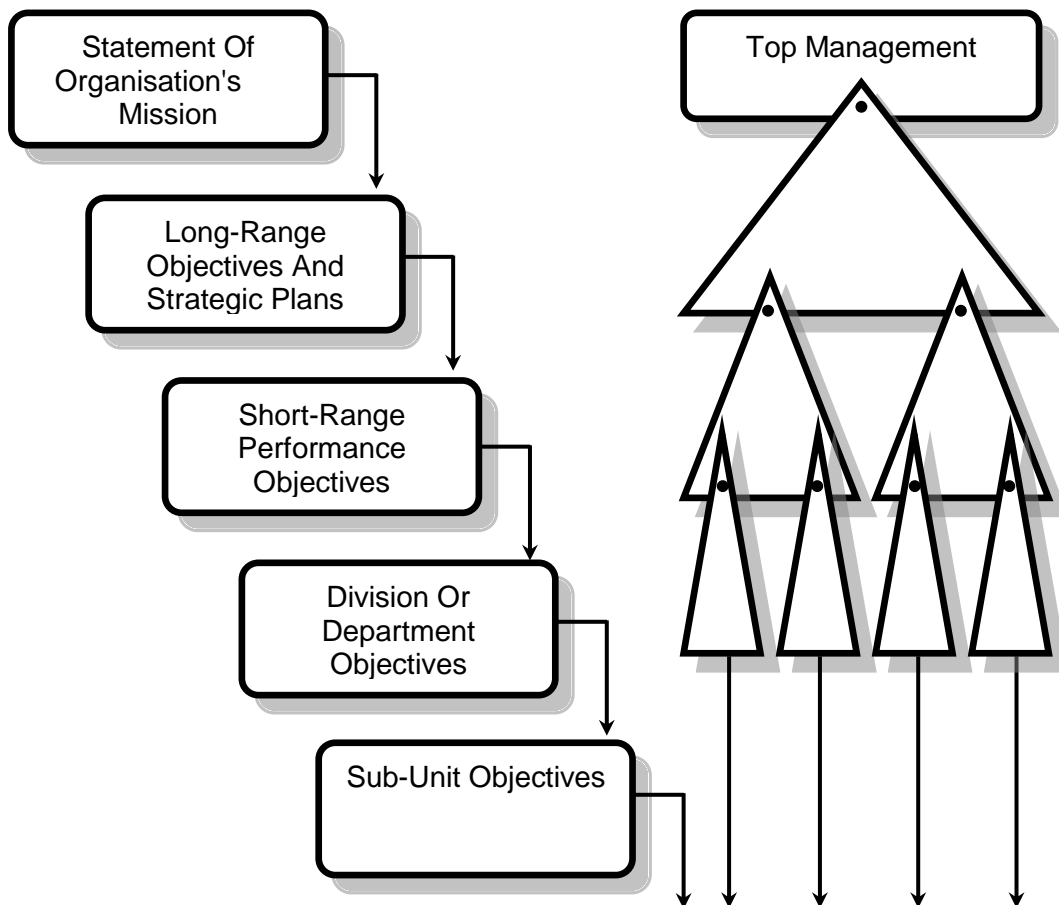 Statement Of
Organisation's
Mission
Top Management
Long-Range
Objectives And
Strategic Plans
Short-Range
Performance
Objectives
Division Or
Department
Objectives
Sub-Unit Objectives